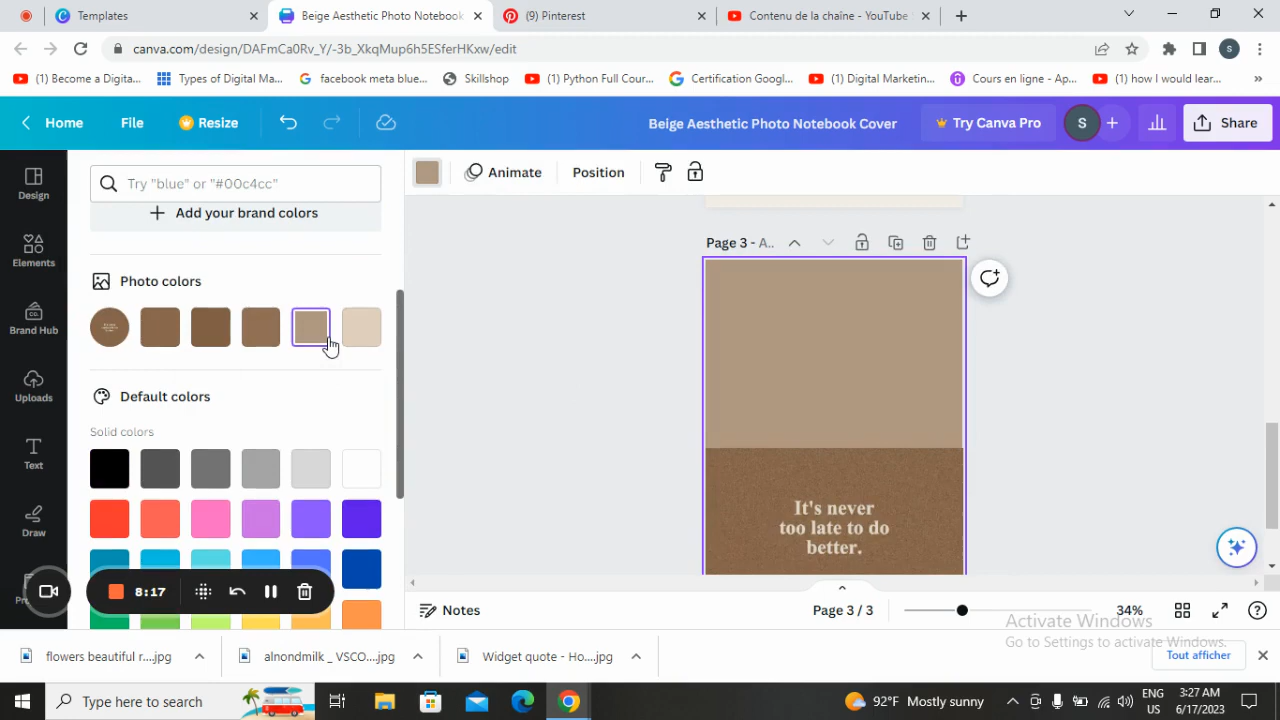 Templates
Beige Aesthetic Photo Notebook
(9) Pinterest
Contenu de la chaîne - YouTube
canva.com/design/DAFmCa0Rv_Y/-3b_XkqMup6h5ESferHKxw/edit
(1) Become a Digita...
Types of Digital Ma...
facebook meta blue...
Skillshop
(1) Python Full Cour...
Certification Googl...
(1) Digital Marketin...
Cours en ligne - Ap...
(1) how I would lear...
Home
File
Resize
Beige Aesthetic Photo Notebook Cover
S
Try Canva Pro
Share
Design
Elements
Brand Hub
Uploads
Text
Draw
Try "blue" or "#00c4cc"
Add your brand colors
Photo colors
Default colors
Solid colors
8:17
Animate
Position
Page 3 - A..
It's never
too late to do
better.
Notes
Page 3 / 3
34%
Activate Windows
Go to Settings to activate Windows.
flowers beautiful r....jpg
alnondmilk _ VSCO....jpg
Widget quote - Ho....jpg
Tout afficher
Type here to search
92°F Mostly sunny
ENG
US
3:27 AM
6/17/2023